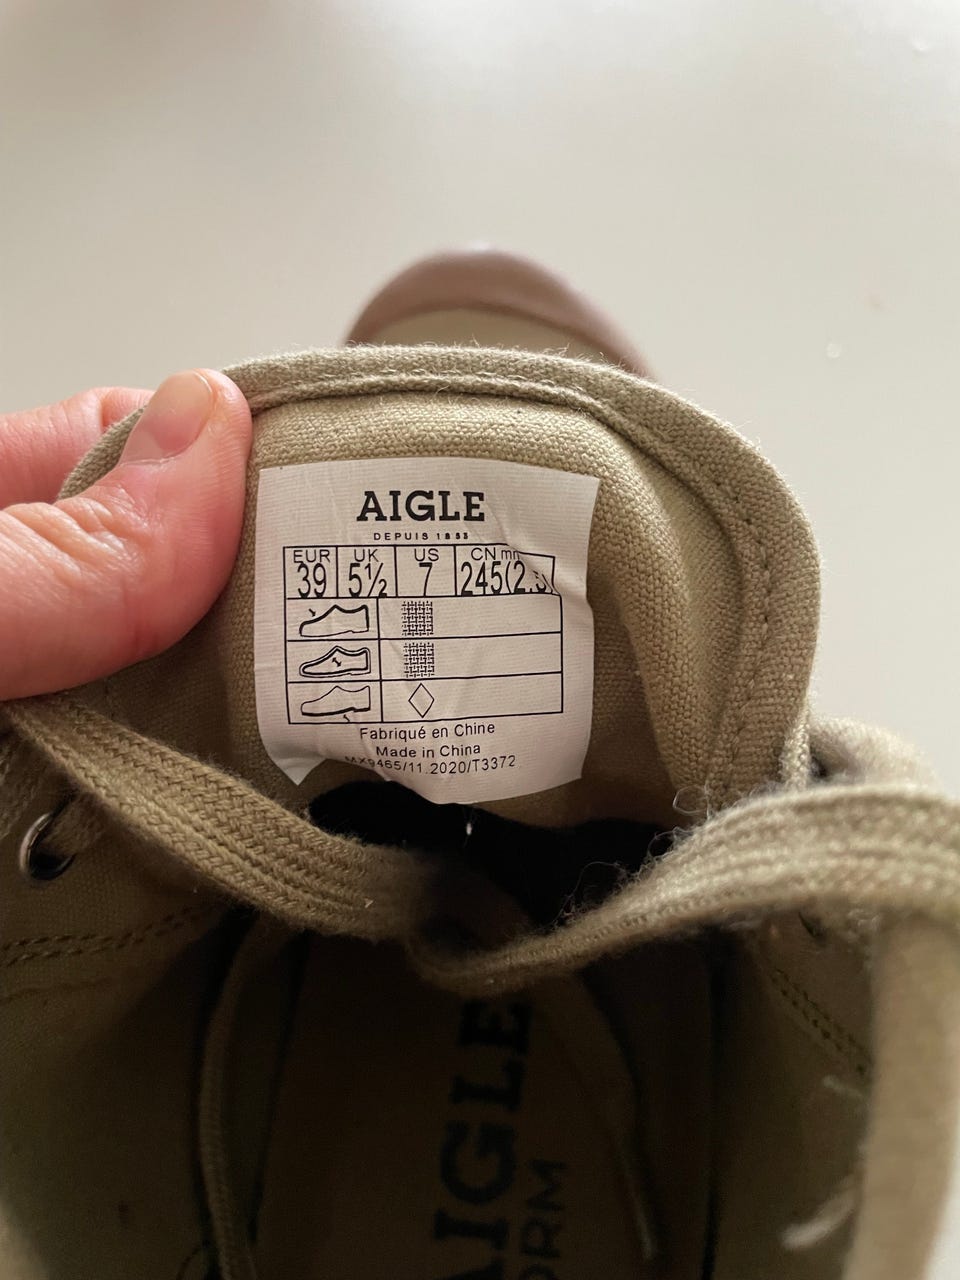 AIGLE
DEPUIS 1853
EUR UK US CN mm
39 5½ 7 245(2.5)
Fabriqué en Chine
Made in China
MX9465/11.2020/T3372
AIGLE